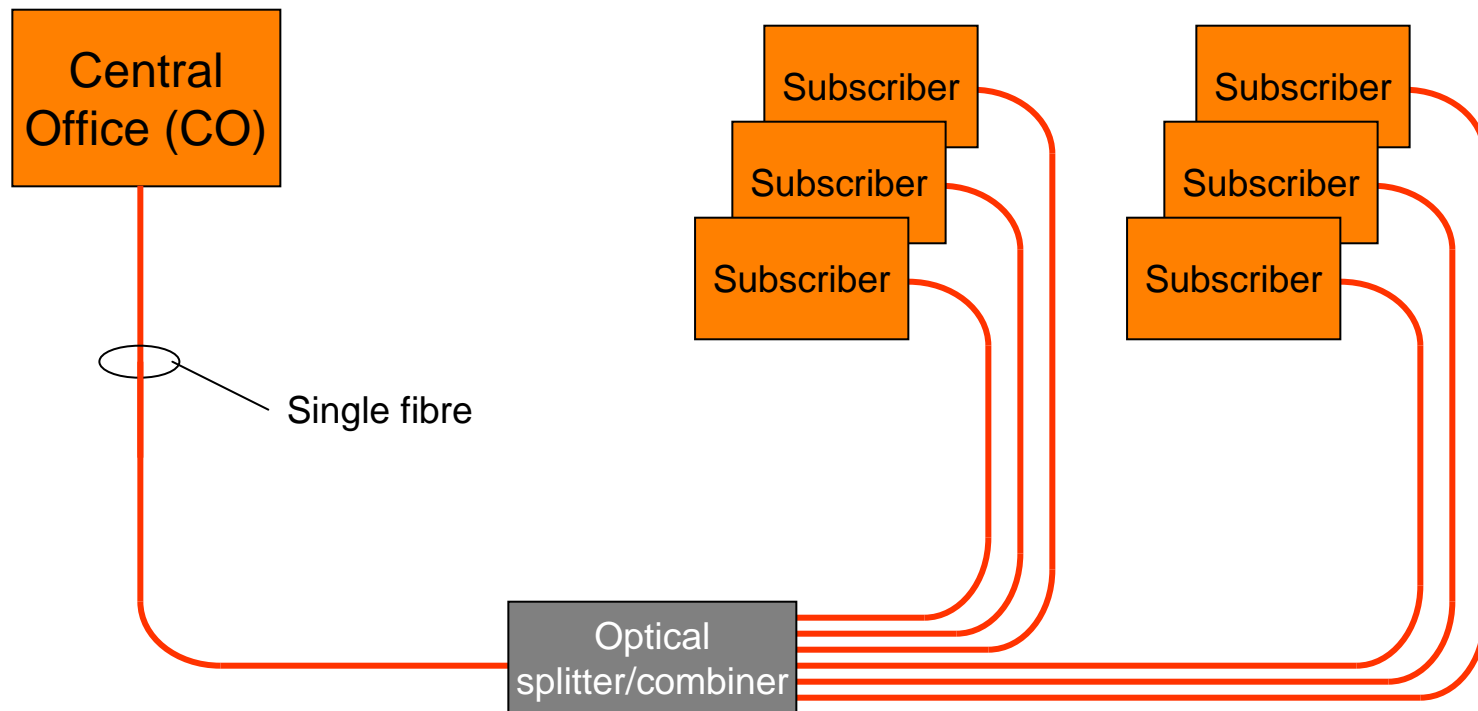 Central
Office (CO)
Subscriber
Subscriber
Subscriber
Subscriber
Subscriber
Subscriber
Single fibre
Optical
splitter/combiner